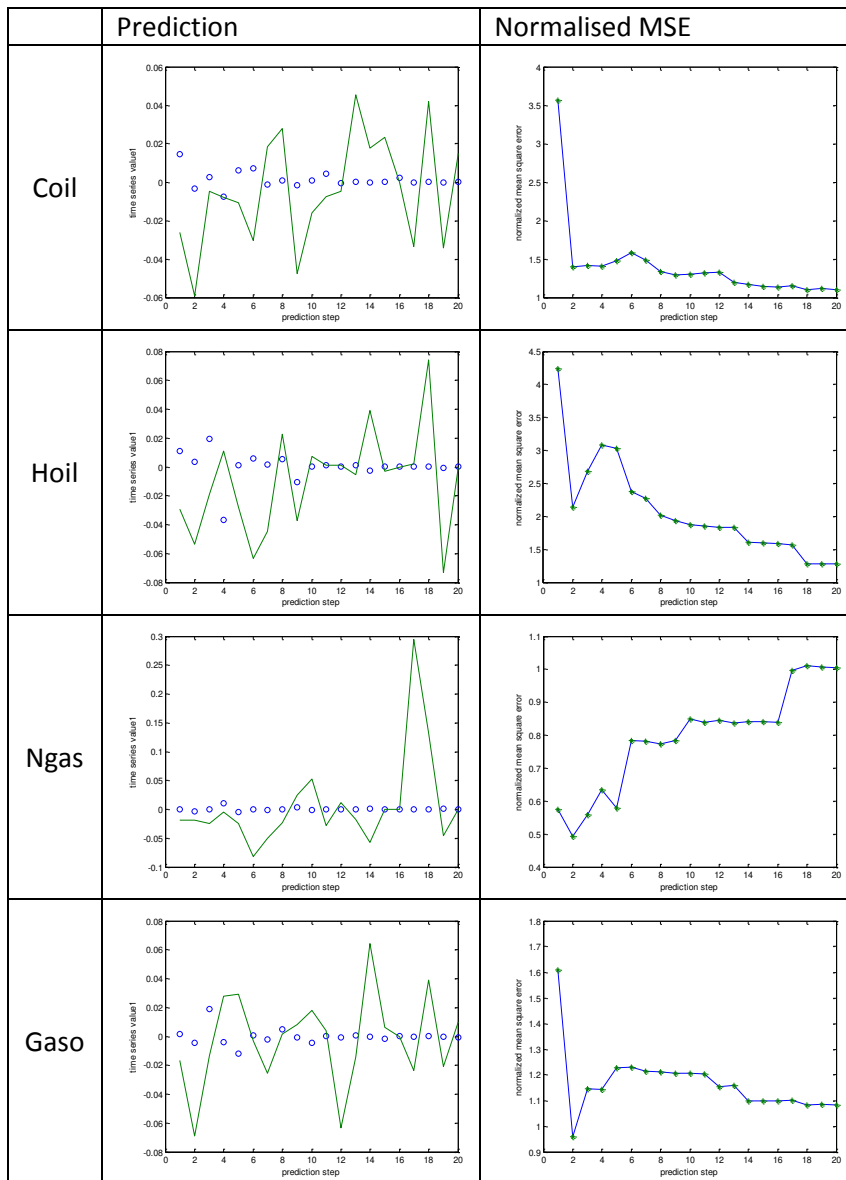 Prediction Normalised MSE
Coil
0.06
0.04
0.02
0
-0.02
-0.04
-0.06
0 2 4 6 8 10 12 14 16 18 20
prediction step
time series value1
4
3.5
3
2.5
2
1.5
1
0 2 4 6 8 10 12 14 16 18 20
prediction step
normalized mean square error
Hoil
0.08
0.06
0.04
0.02
0
-0.02
-0.04
-0.06
-0.08
0 2 4 6 8 10 12 14 16 18 20
prediction step
time series value1
4.5
4
3.5
3
2.5
2
1.5
1
0 2 4 6 8 10 12 14 16 18 20
prediction step
normalized mean square error
Ngas
0.3
0.25
0.2
0.15
0.1
0.05
0
-0.05
-0.1
0 2 4 6 8 10 12 14 16 18 20
prediction step
time series value1
1.1
1
0.9
0.8
0.7
0.6
0.5
0.4
0 2 4 6 8 10 12 14 16 18 20
prediction step
normalized mean square error
Gaso
0.08
0.06
0.04
0.02
0
-0.02
-0.04
-0.06
-0.08
0 2 4 6 8 10 12 14 16 18 20
prediction step
time series value1
1.8
1.7
1.6
1.5
1.4
1.3
1.2
1.1
1
0.9
0 2 4 6 8 10 12 14 16 18 20
prediction step
normalized mean square error